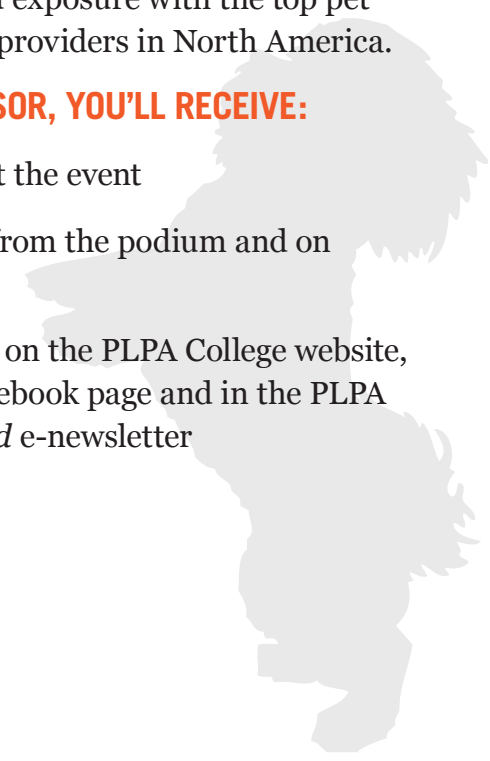 exposure with the top pet
providers in North America.
SOR, YOU’LL RECEIVE:
t the event
from the podium and on
on the PLPA College website,
ebook page and in the PLPA
d e-newsletter